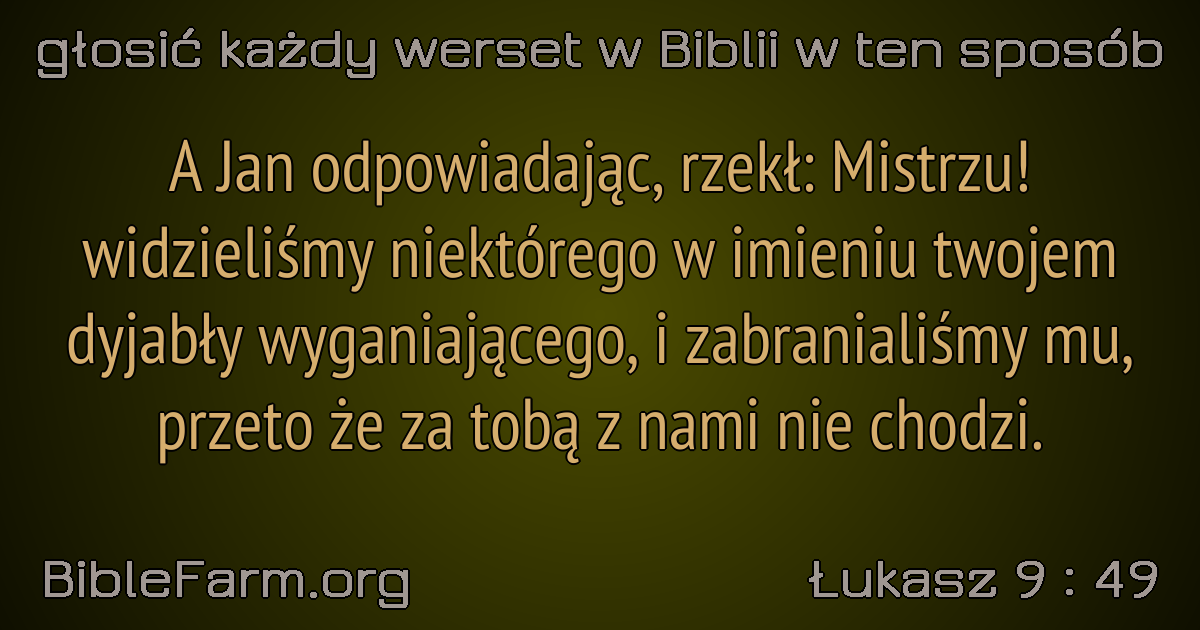 głosić każdy werset w Biblii w ten sposób
A Jan odpowiadając, rzekł: Mistrzu!
widzieliśmy niektórego w imieniu twojem
dyjabły wyganiającego, i zabranialiśmy mu,
przeto że za tobą z nami nie chodzi.
BibleFarm.org
Łukasz 9 : 49